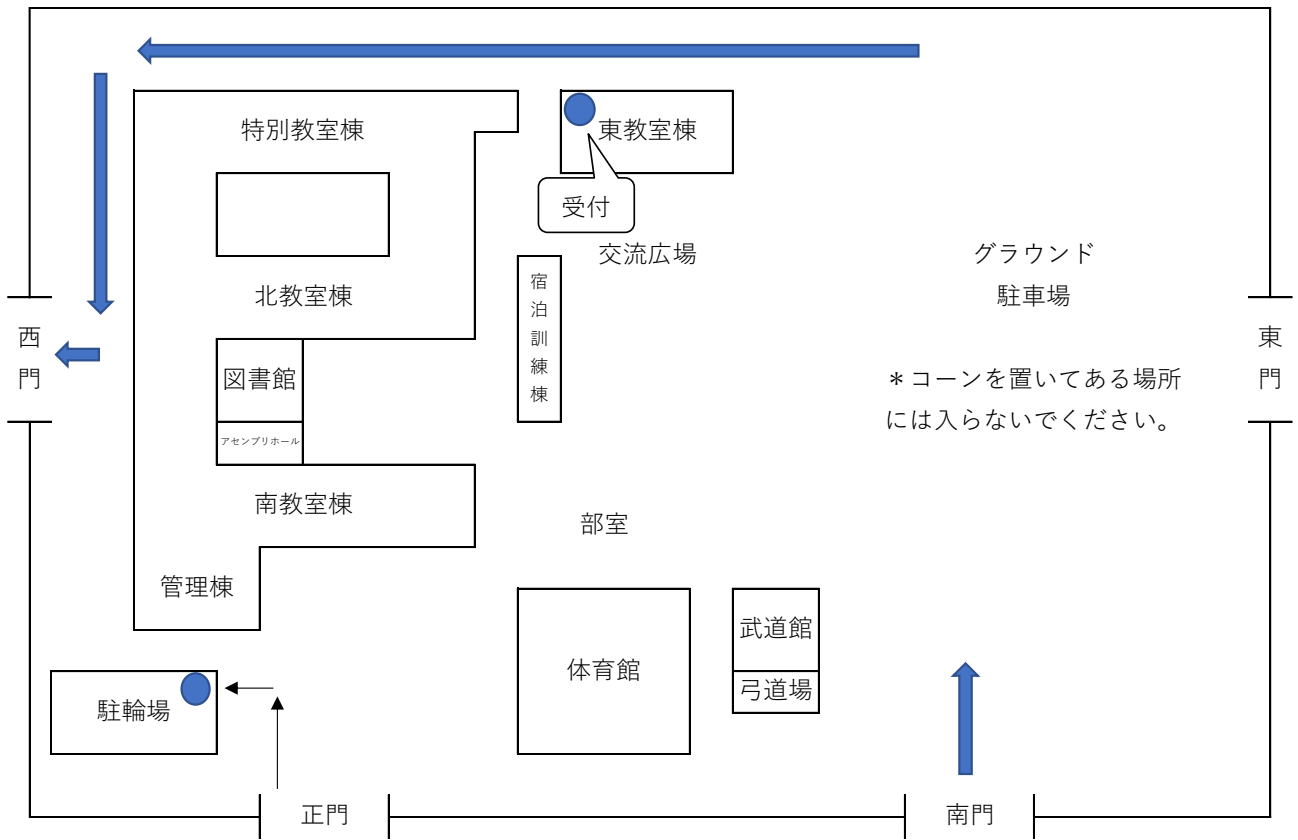 特別教室棟
東教室棟
受付
交流広場
グラウンド
駐車場
北教室棟
宿泊訓練棟
西門
東門
図書館
＊コーンを置いてある場所
には入らないでください。
アセンブリホール
南教室棟
部室
管理棟
武道館
体育館
弓道場
駐輪場
正門
南門